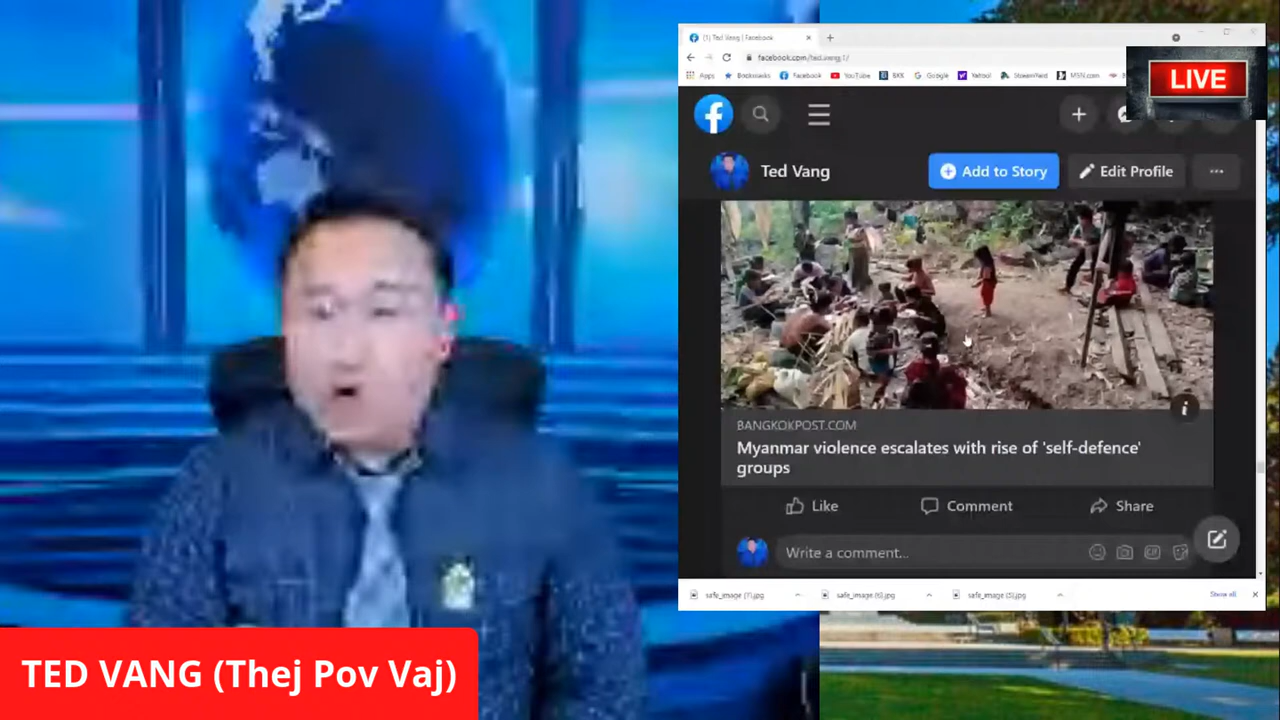 (1) Ted Vang | Facebook
facebook.com/ted.vang.1/
Apps Bookmarks Facebook YouTube BKK Google Yahoo! StreamYard MSN.com
LIVE
Ted Vang
Add to Story
Edit Profile
BANGKOKPOST.COM
Myanmar violence escalates with rise of 'self-defence'
groups
Like Comment Share
Write a comment...
safe_image (7).jpg safe_image (6).jpg safe_image (5).jpg Show all
TED VANG (Thej Pov Vaj)